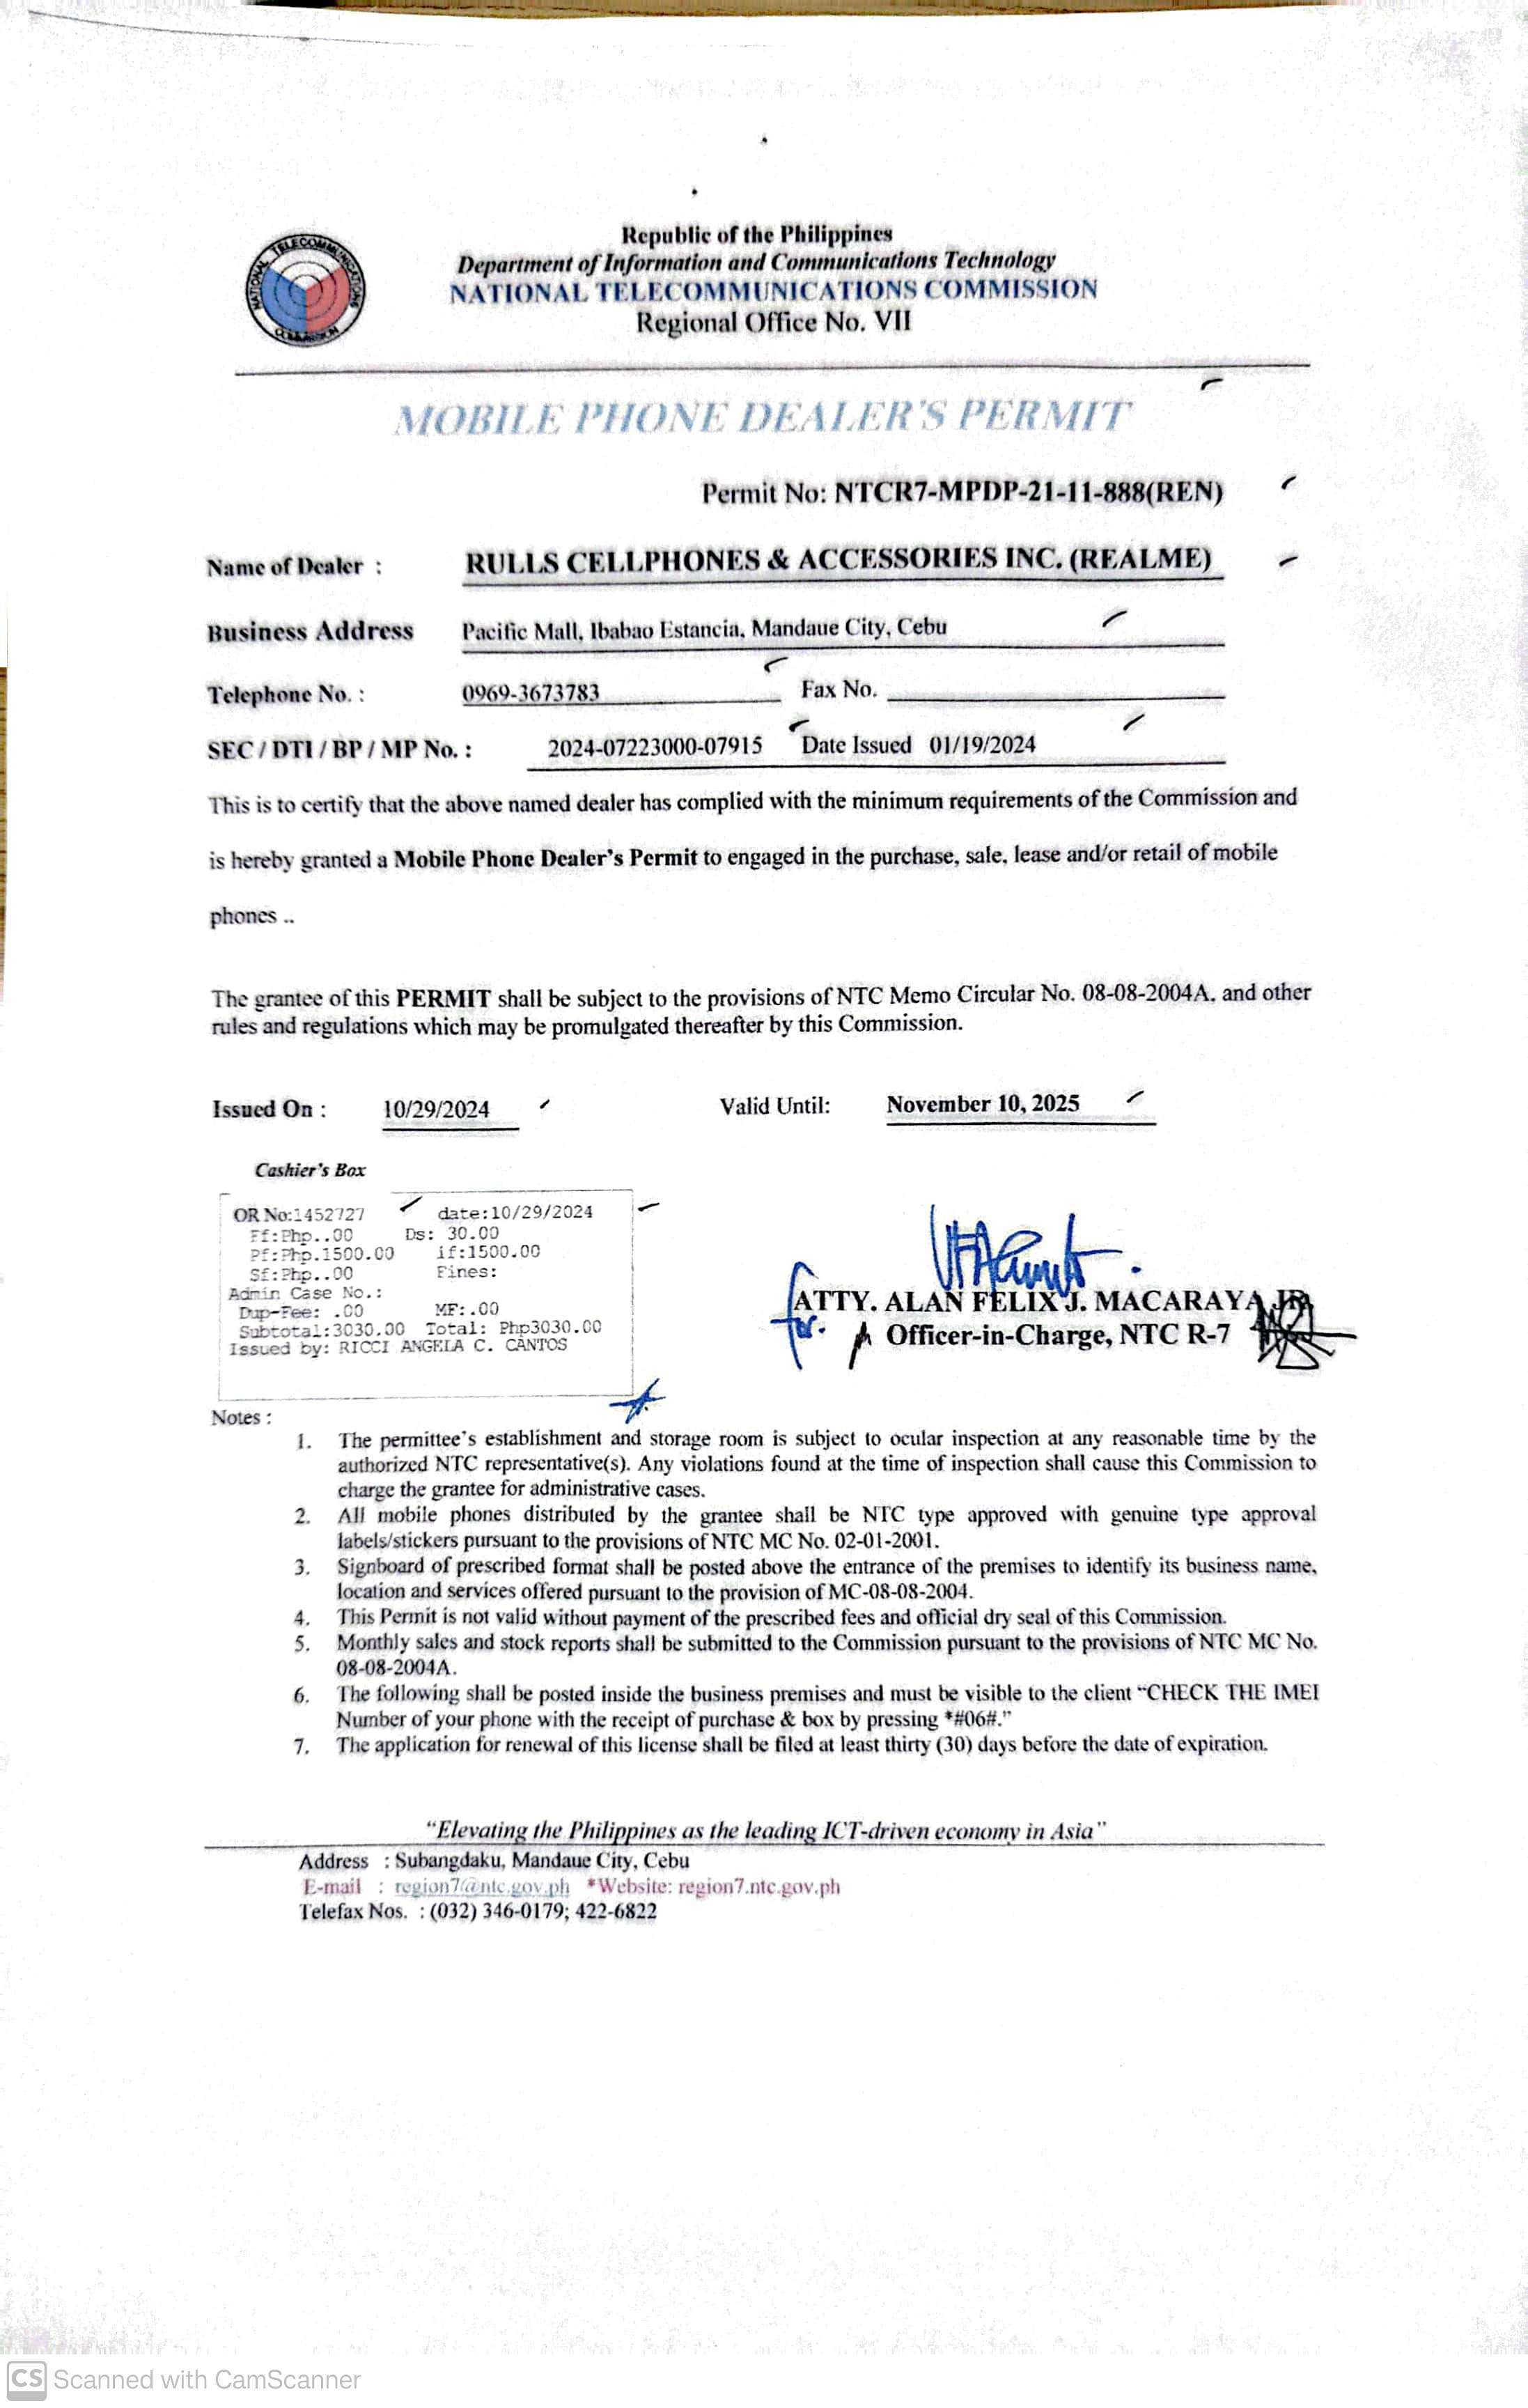 Republic of the Philippines
Department of Information and Communications Technology
NATIONAL TELECOMMUNICATIONS COMMISSION
Regional Office No. VII
NATIONAL TELECOMMUNICATIONS COMMISSION
MOBILE PHONE DEALER'S PERMIT
Permit No: NTCR7-MPDP-21-11-888(REN)
Name of Dealer : RULLS CELLPHONES & ACCESSORIES INC. (REALME)
Business Address Pacific Mall, Ibabao Estancia, Mandaue City, Cebu
Telephone No. : 0969-3673783 Fax No.
SEC / DTI / BP / MP No. : 2024-07223000-07915 Date Issued 01/19/2024
This is to certify that the above named dealer has complied with the minimum requirements of the Commission and
is hereby granted a Mobile Phone Dealer's Permit to engaged in the purchase, sale, lease and/or retail of mobile
phones ..
The grantee of this PERMIT shall be subject to the provisions of NTC Memo Circular No. 08-08-2004A, and other
rules and regulations which may be promulgated thereafter by this Commission.
Issued On : 10/29/2024 Valid Until: November 10, 2025
Cashier's Box
OR No:1452727 date:10/29/2024
Ff:Php..00 Ds: 30.00
Pf:Php.1500.00 if:1500.00
Sf:Php..00 Fines:
Admin Case No.:
Dup-Fee: .00 MF:.00
Subtotal:3030.00 Total: Php3030.00
Issued by: RICCI ANGELA C. CANTOS
for.
ATTY. ALAN FELIX J. MACARAYA JR.
Officer-in-Charge, NTC R-7
Notes :
1. The permittee's establishment and storage room is subject to ocular inspection at any reasonable time by the
authorized NTC representative(s). Any violations found at the time of inspection shall cause this Commission to
charge the grantee for administrative cases.
2. All mobile phones distributed by the grantee shall be NTC type approved with genuine type approval
labels/stickers pursuant to the provisions of NTC MC No. 02-01-2001.
3. Signboard of prescribed format shall be posted above the entrance of the premises to identify its business name,
location and services offered pursuant to the provision of MC-08-08-2004.
4. This Permit is not valid without payment of the prescribed fees and official dry seal of this Commission.
5. Monthly sales and stock reports shall be submitted to the Commission pursuant to the provisions of NTC MC No.
08-08-2004A.
6. The following shall be posted inside the business premises and must be visible to the client "CHECK THE IMEI
Number of your phone with the receipt of purchase & box by pressing *#06#."
7. The application for renewal of this license shall be filed at least thirty (30) days before the date of expiration.
"Elevating the Philippines as the leading ICT-driven economy in Asia"
Address : Subangdaku, Mandaue City, Cebu
E-mail : region7@ntc.gov.ph *Website: region7.ntc.gov.ph
Telefax Nos. : (032) 346-0179; 422-6822
CS Scanned with CamScanner